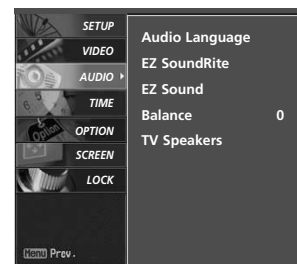 SETUP
VIDEO
AUDIO
TIME
OPTION
SCREEN
LOCK
Menu Prev.
Audio Language
EZ SoundRite
EZ Sound
Balance 0
TV Speakers